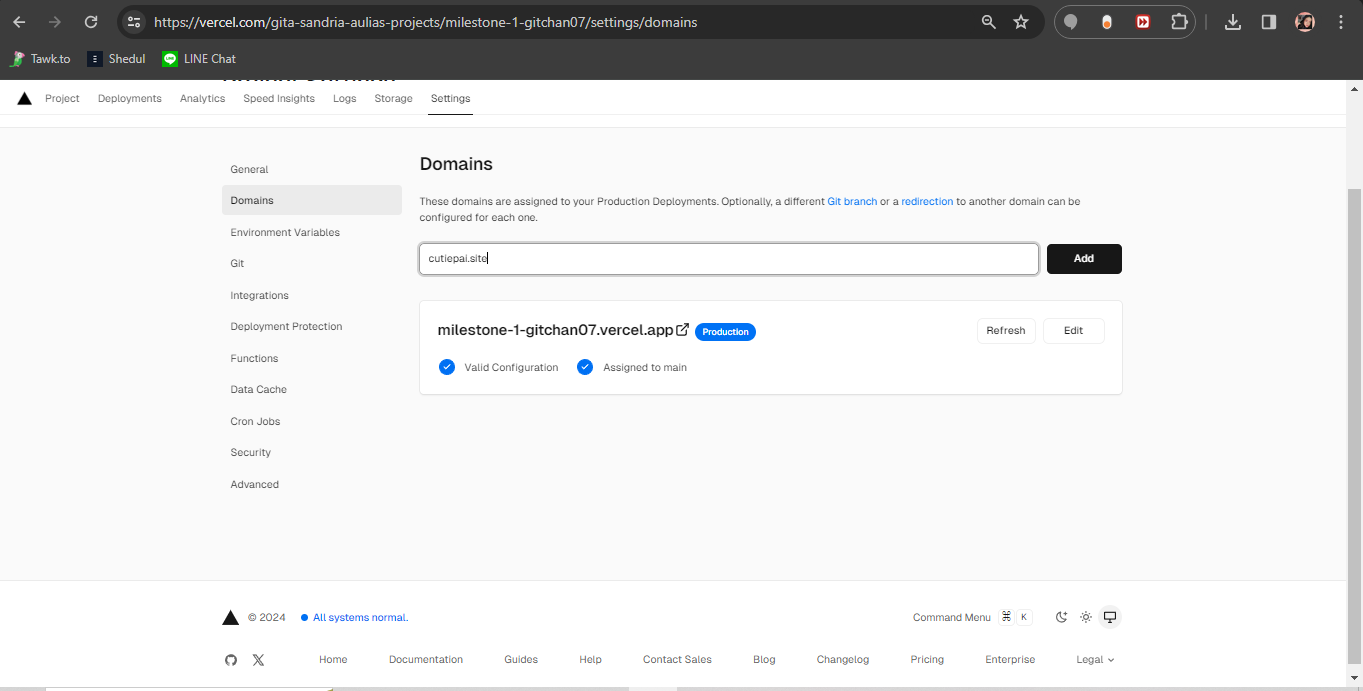 https://vercel.com/gita-sandria-aulias-projects/milestone-1-gitchan07/settings/domains
Tawk.to Shedul LINE Chat
Project Deployments Analytics Speed Insights Logs Storage Settings
General
Domains
Environment Variables
Git
Integrations
Deployment Protection
Functions
Data Cache
Cron Jobs
Security
Advanced
Domains
These domains are assigned to your Production Deployments. Optionally, a different Git branch or a redirection to another domain can be
configured for each one.
cutiepai.site
Add
milestone-1-gitchan07.vercel.app Production
Refresh Edit
Valid Configuration Assigned to main
© 2024 All systems normal.
Command Menu ⌘ K
Home Documentation Guides Help Contact Sales Blog Changelog Pricing Enterprise Legal